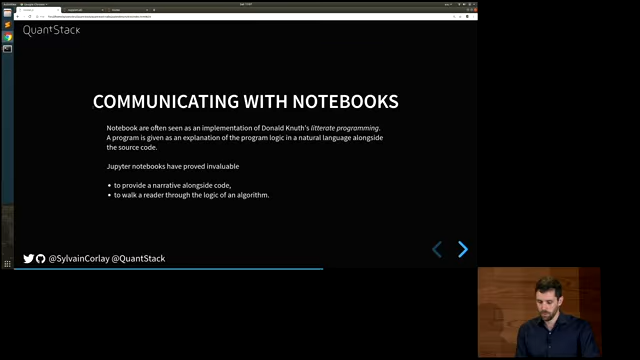 QuantStack
COMMUNICATING WITH NOTEBOOKS
Notebook are often seen as an implementation of Donald Knuth's litterate programming.
A program is given as an explanation of the program logic in a natural language alongside
the source code.
Jupyter notebooks have proved invaluable
• to provide a narrative alongside code,
• to walk a reader through the logic of an algorithm.
@SylvainCorlay @QuantStack